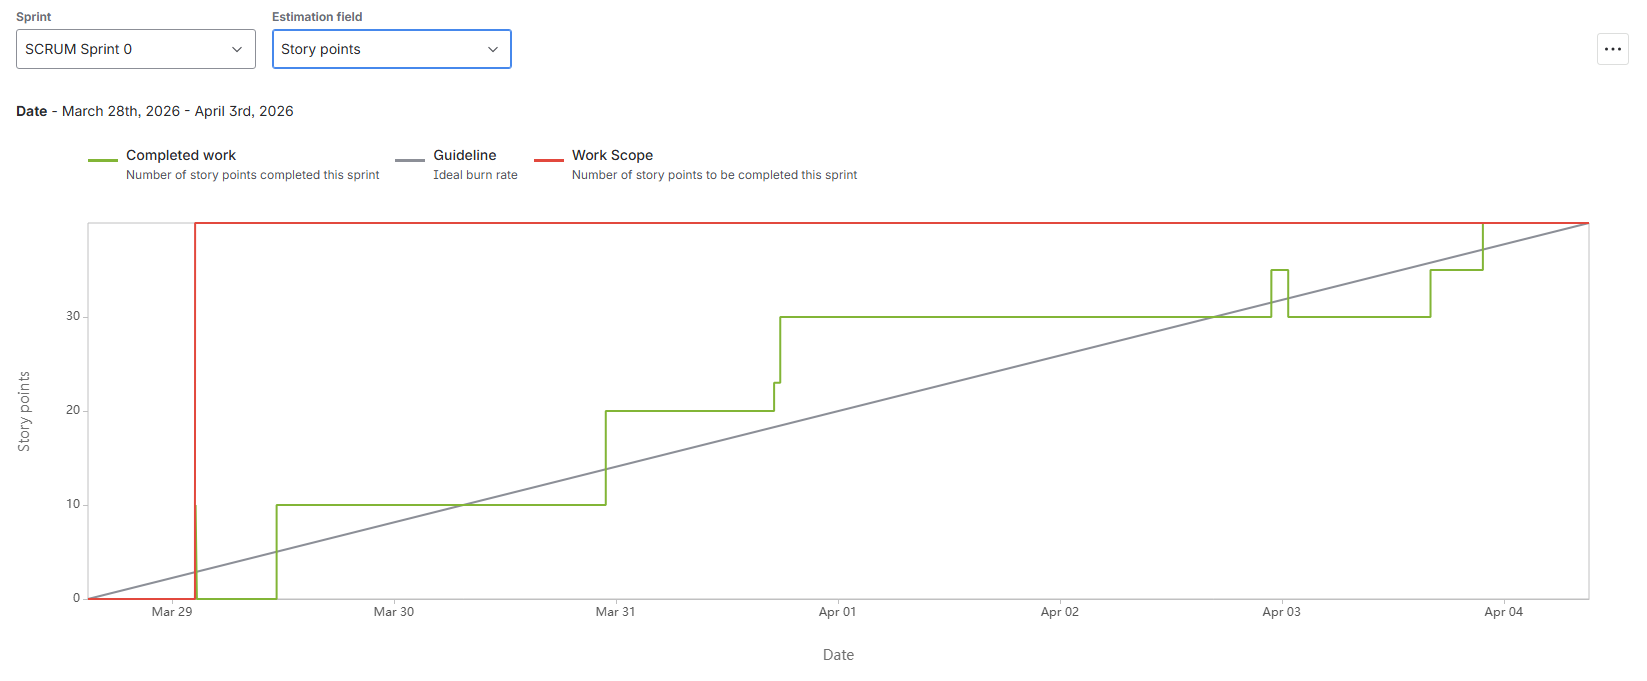 Sprint
Estimation field
SCRUM Sprint 0
Story points
Date - March 28th, 2026 - April 3rd, 2026
Completed work
Number of story points completed this sprint
Guideline
Ideal burn rate
Work Scope
Number of story points to be completed this sprint
Story points
30
20
10
0
Mar 29
Mar 30
Mar 31
Apr 01
Apr 02
Apr 03
Apr 04
Date